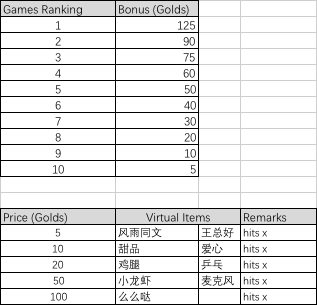 Games Ranking Bonus (Golds)
1 125
2 90
3 75
4 60
5 50
6 40
7 30
8 20
9 10
10 5
Price (Golds) Virtual Items Remarks
5 风雨同文 王总好 hits x
10 甜品 爱心 hits x
20 鸡腿 乒乓 hits x
50 小龙虾 麦克风 hits x
100 么么哒 hits x